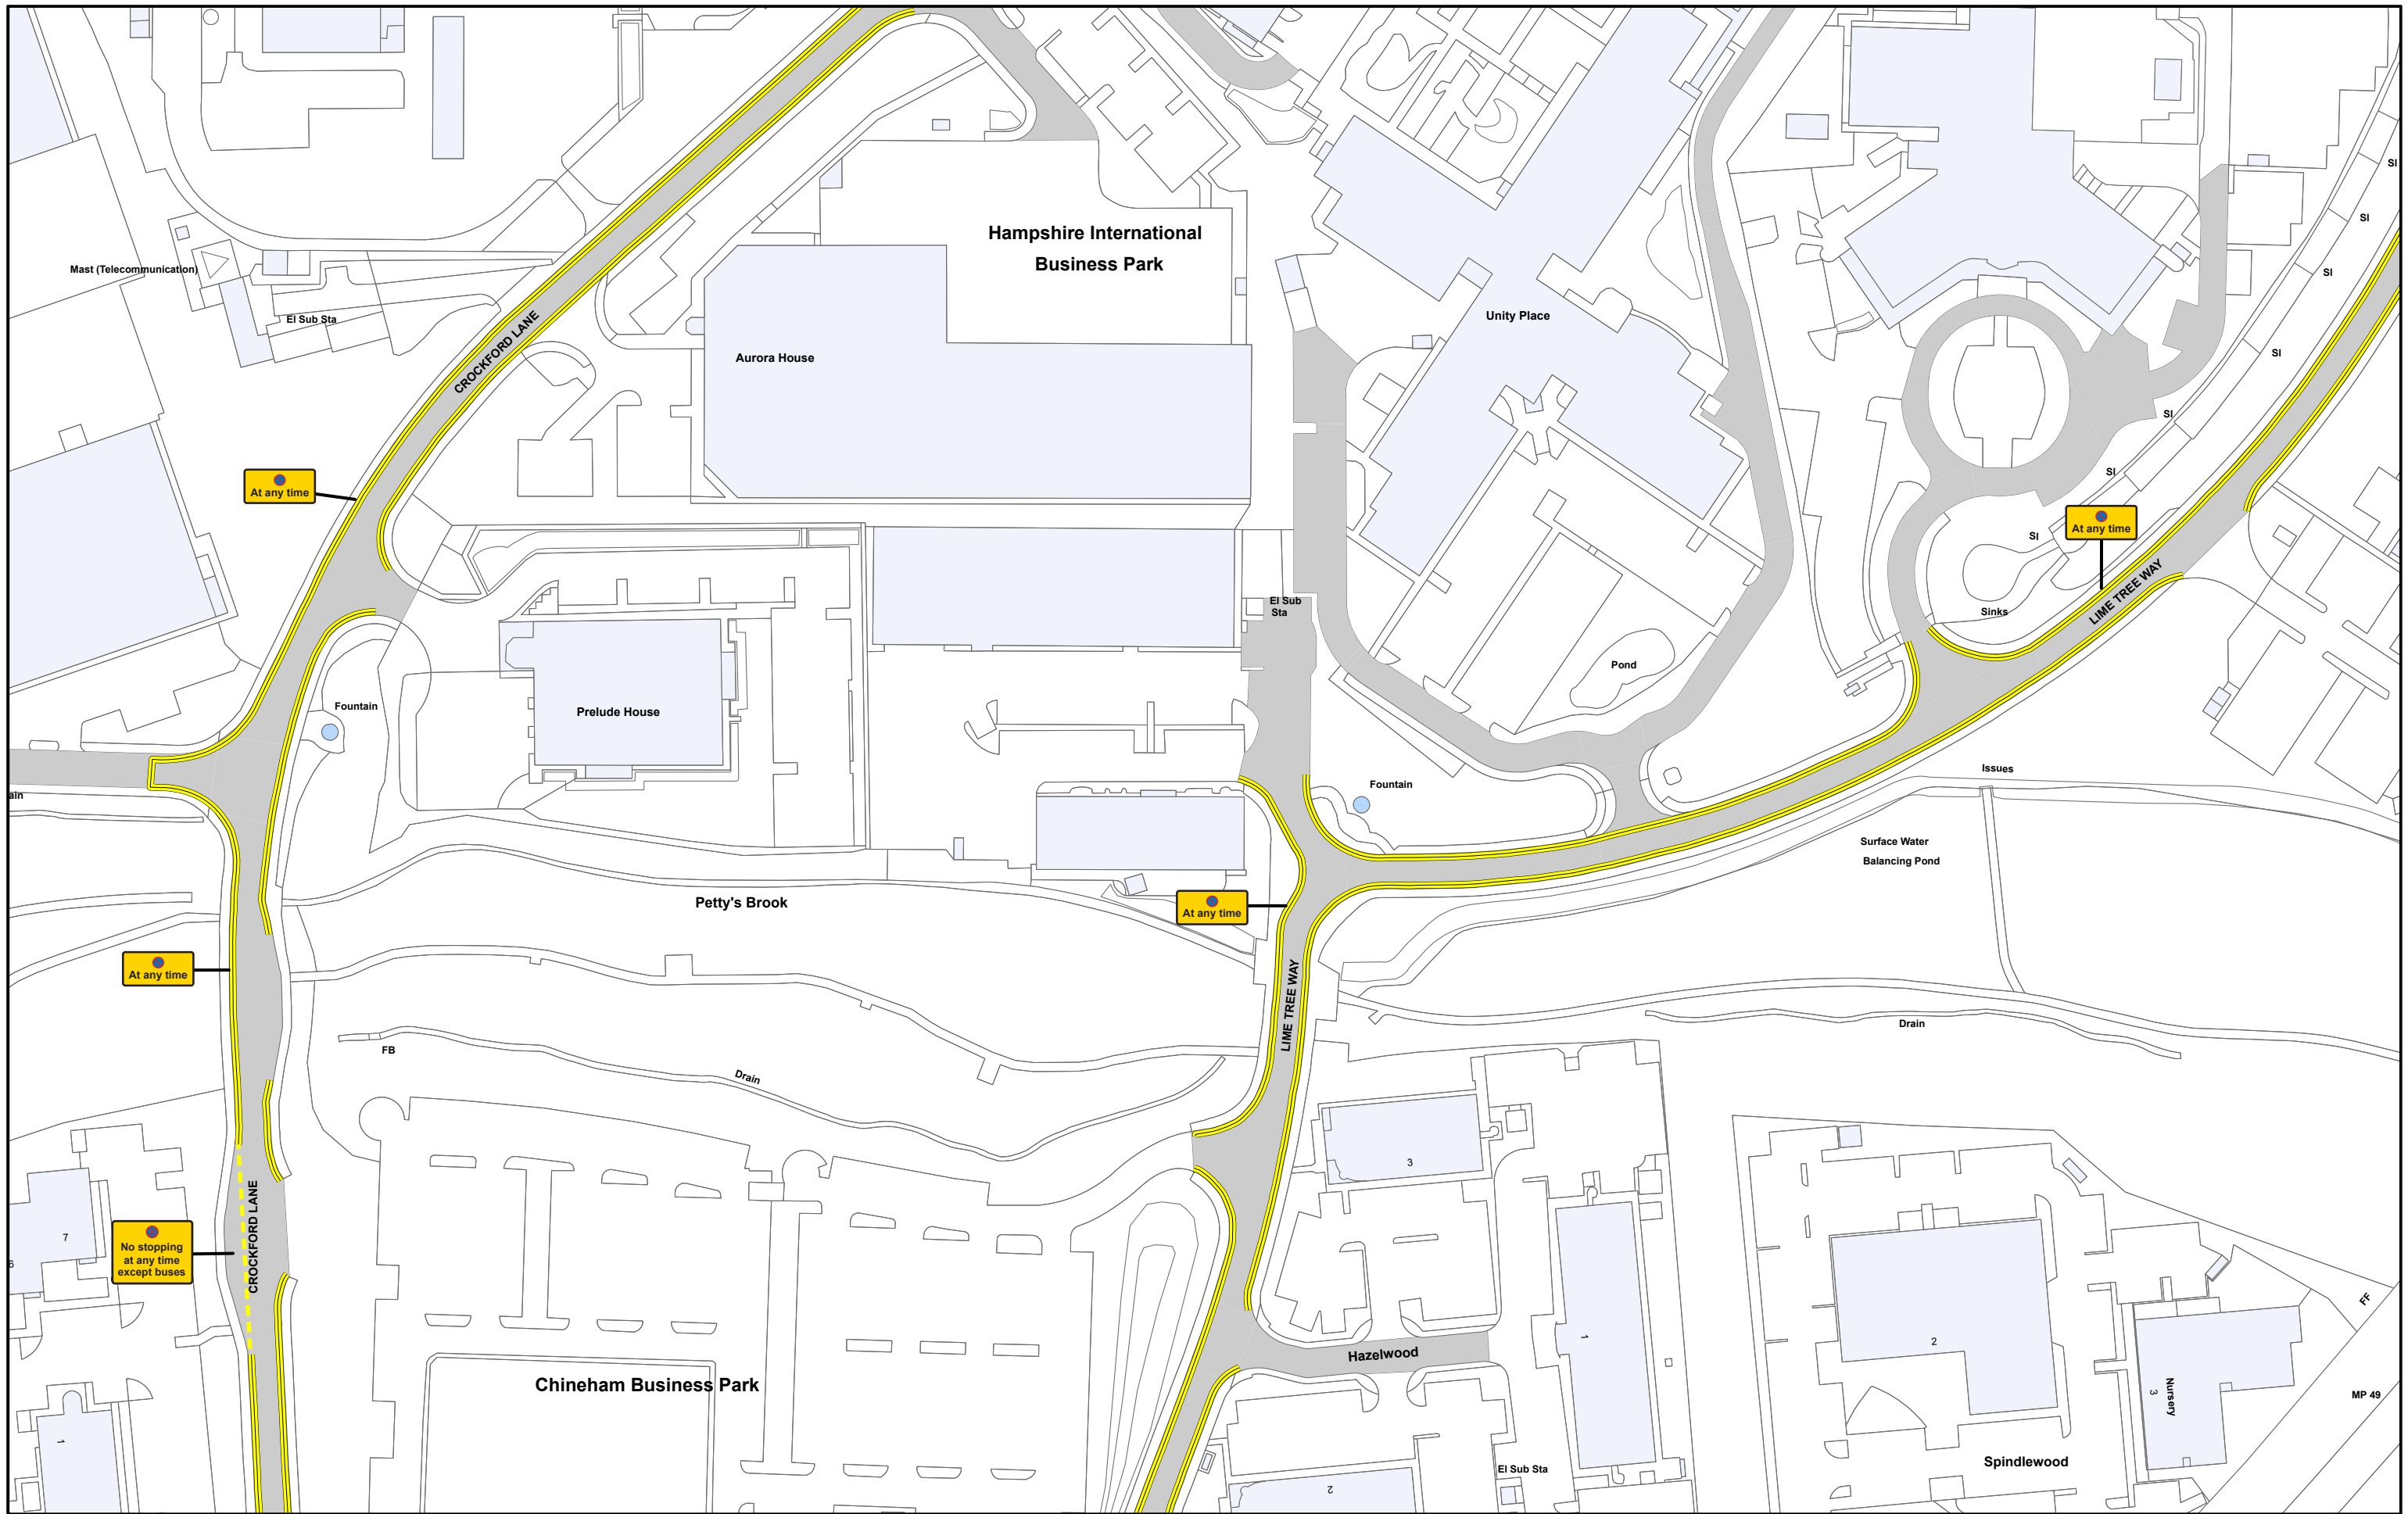 SI
SI
Hampshire International
Business Park
Mast (Telecommunication)
SI
El Sub Sta
Unity Place
CROCKFORD LANE
SI
Aurora House
SI
SI
At any time
At any time
SI
LIME TREE WAY
El Sub
Sta
Sinks
Pond
Fountain
Prelude House
Issues
Fountain
ain
Surface Water
Balancing Pond
Petty's Brook
At any time
At any time
LIME TREE WAY
Drain
FB
Drain
3
7
CROCKFORD LANE
No stopping
at any time
except buses
FF
1
2
Hazelwood
Chineham Business Park
3
Nursery
MP 49
1
Spindlewood
El Sub Sta
2